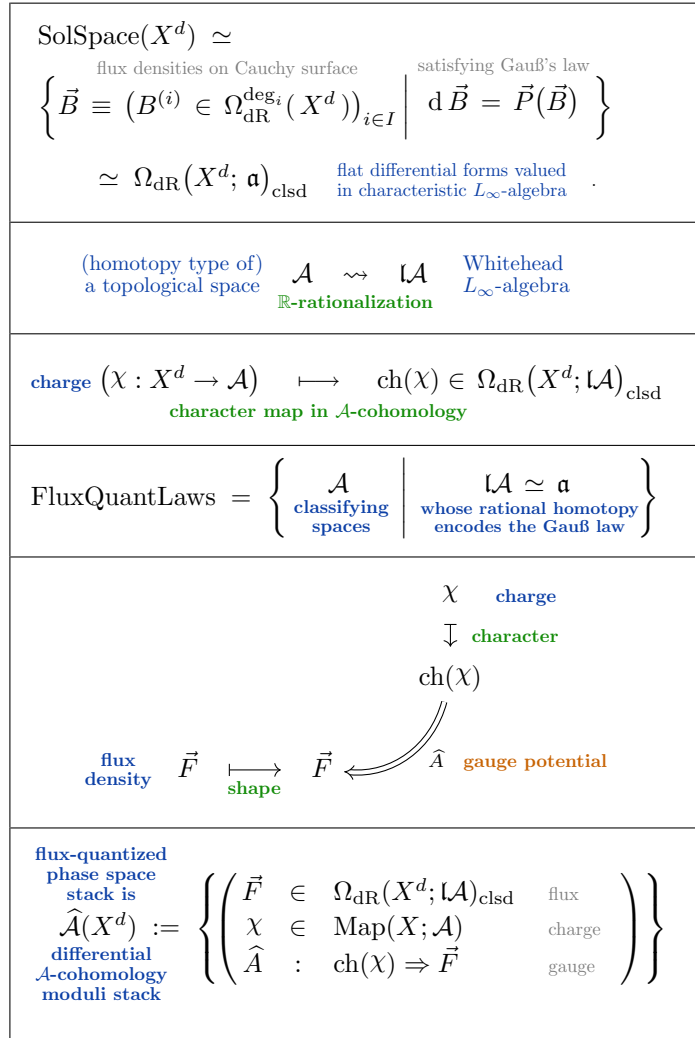 SolSpace(X^d) ≃
flux densities on Cauchy surface satisfying Gauß's law
{ B⃗ ≡ (B^(i) ∈ Ω_dR^{deg_i}(X^d))_{i∈I} | d B⃗ = P⃗(B⃗) }
≃ Ω_dR(X^d; 𝔞)_clsd flat differential forms valued
in characteristic L_∞-algebra .
(homotopy type of) 𝒜 ⇝ 𝔩𝒜 Whitehead
a topological space ℝ-rationalization L_∞-algebra
charge (χ : X^d → 𝒜) ⟼ ch(χ) ∈ Ω_dR(X^d; 𝔩𝒜)_clsd
character map in 𝒜-cohomology
FluxQuantLaws = { 𝒜 | 𝔩𝒜 ≃ 𝔞 }
classifying whose rational homotopy
spaces encodes the Gauß law
χ charge
character
ch(χ)
flux
density F⃗ ⟼ F⃗ Â gauge potential
shape
flux-quantized
phase space
stack is
𝒜̂(X^d) := { ( F⃗ ∈ Ω_dR(X^d; 𝔩𝒜)_clsd flux
χ ∈ Map(X; 𝒜) charge
Â : ch(χ) ⇒ F⃗ gauge ) }
differential
𝒜-cohomology
moduli stack